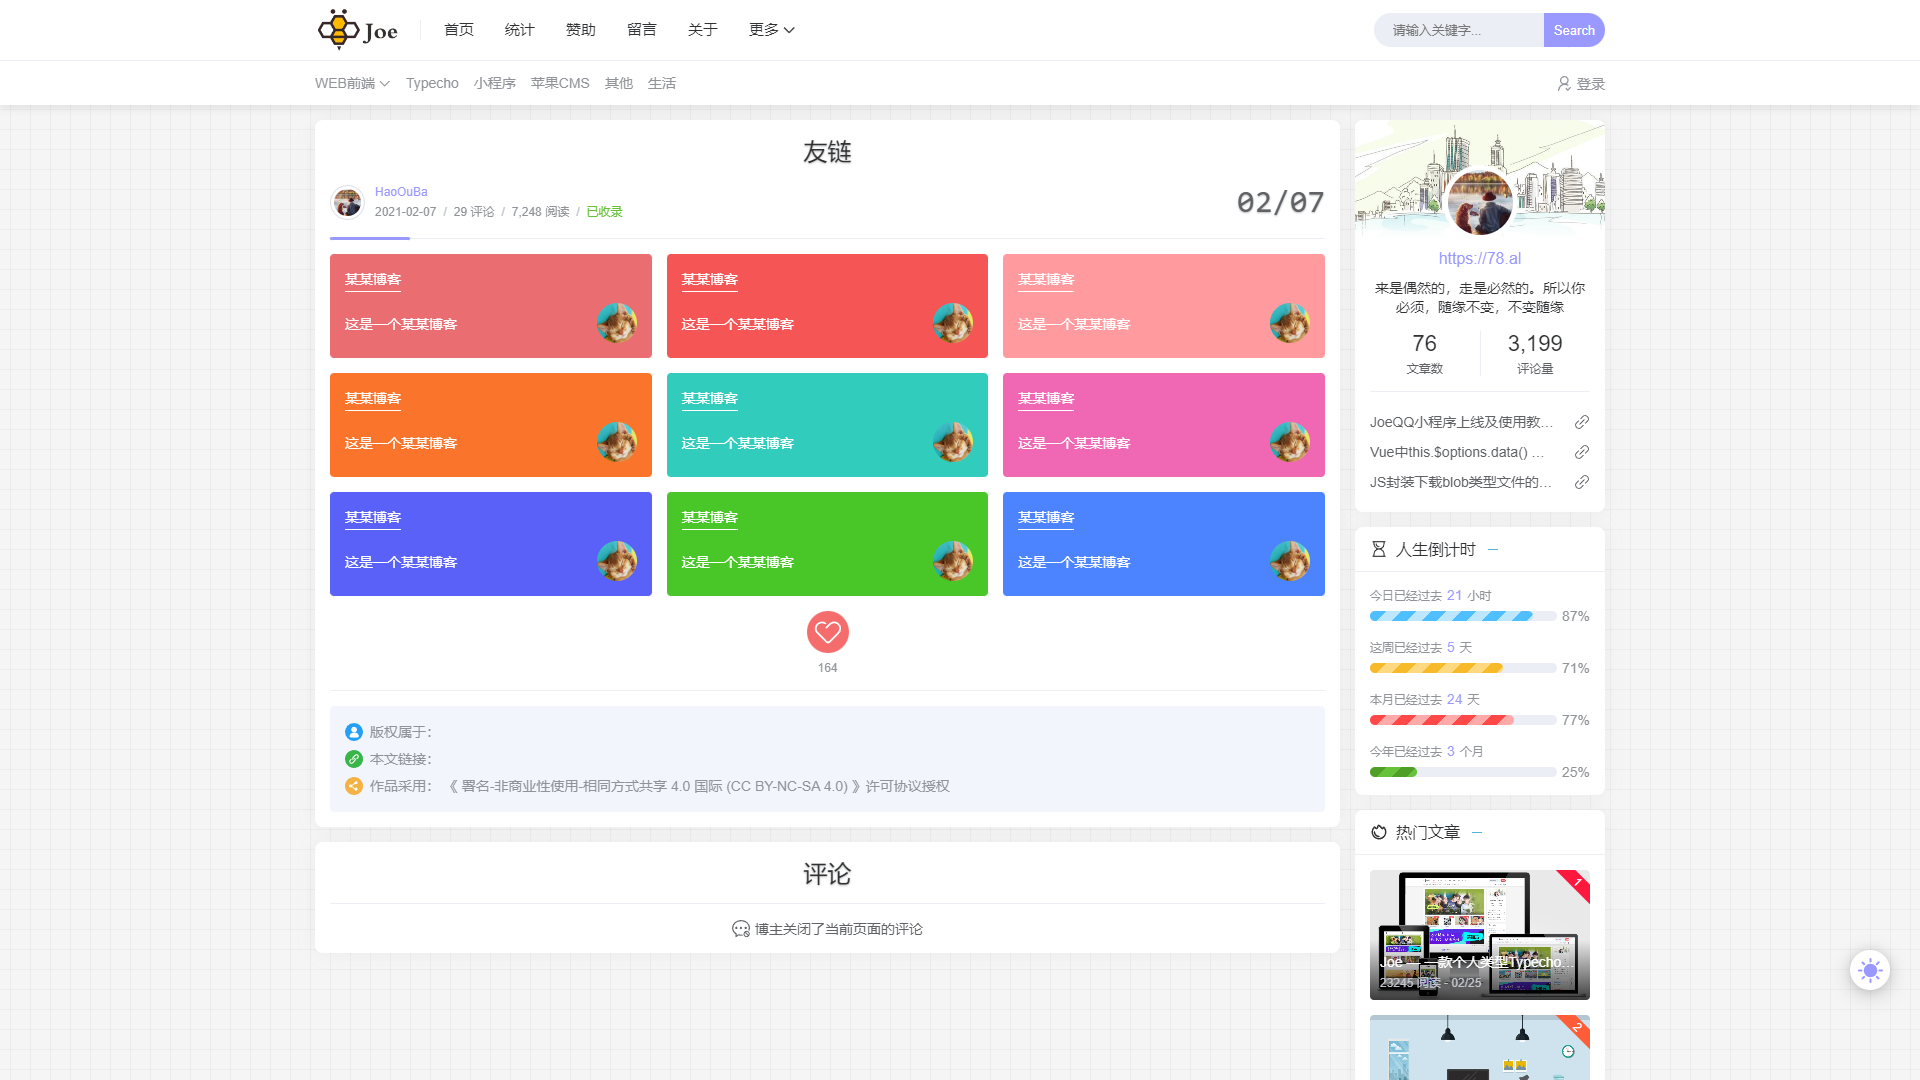 Joe
首页
统计
赞助
留言
关于
更多
请输入关键字...
Search
WEB前端
Typecho
小程序
苹果CMS
其他
生活
登录
友链
HaoOuBa
2021-02-07 / 29 评论 / 7,248 阅读 / 已收录
02/07
某某博客
这是一个某某博客
某某博客
这是一个某某博客
某某博客
这是一个某某博客
某某博客
这是一个某某博客
某某博客
这是一个某某博客
某某博客
这是一个某某博客
某某博客
这是一个某某博客
某某博客
这是一个某某博客
某某博客
这是一个某某博客
164
版权属于：
本文链接：
作品采用： 《 署名-非商业性使用-相同方式共享 4.0 国际 (CC BY-NC-SA 4.0) 》许可协议授权
评论
博主关闭了当前页面的评论
https://78.al
来是偶然的，走是必然的。所以你
必须，随缘不变，不变随缘
76
文章数
3,199
评论量
JoeQQ小程序上线及使用教...
Vue中this.$options.data() ...
JS封装下载blob类型文件的...
人生倒计时
今日已经过去 21 小时
87%
这周已经过去 5 天
71%
本月已经过去 24 天
77%
今年已经过去 3 个月
25%
热门文章
1
Joe — 一款个人类型Typecho...
23245 阅读 - 02/25
2